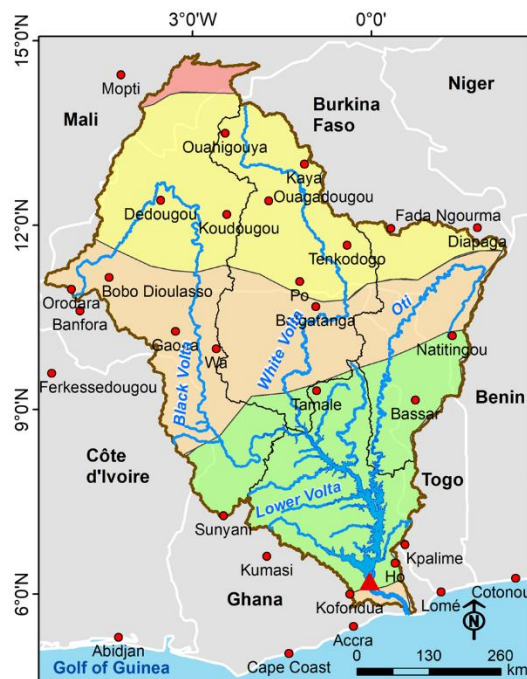 3°0'W
0°
15°0'N
12°0'N
9°0'N
6°0'N
Mopti
Niger
Mali
Burkina
Faso
Ouahigouya
Kaya
Ouagadougou
Dedougou
Koudougou
Fada Ngourma
Diapaga
Tenkodogo
Orodara
Bobo Dioulasso
Banfora
Po
Bolgatanga
Oti
Gaoua
Wa
White Volta
Black Volta
Natitingou
Ferkessedougou
Tamale
Bassar
Benin
Côte
d'Ivoire
Togo
Lower Volta
Sunyani
Kumasi
Kpalime
Ho
Ghana
Koforidua
Lomé
Cotonou
Accra
N
Abidjan
Cape Coast
Golf of Guinea
0 130 260
km